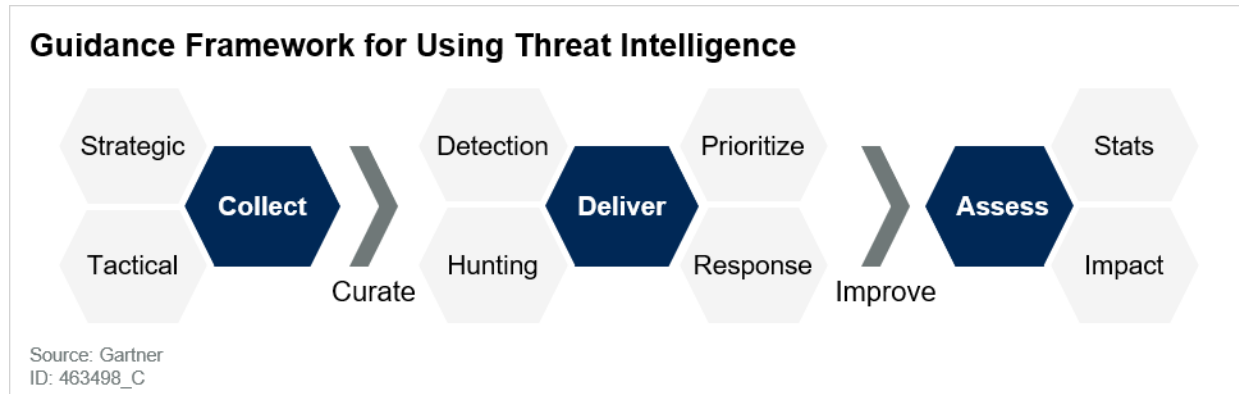 Guidance Framework for Using Threat Intelligence
Strategic
Tactical
Collect
Curate
Detection
Hunting
Deliver
Prioritize
Response
Improve
Assess
Stats
Impact
Source: Gartner
ID: 463498_C